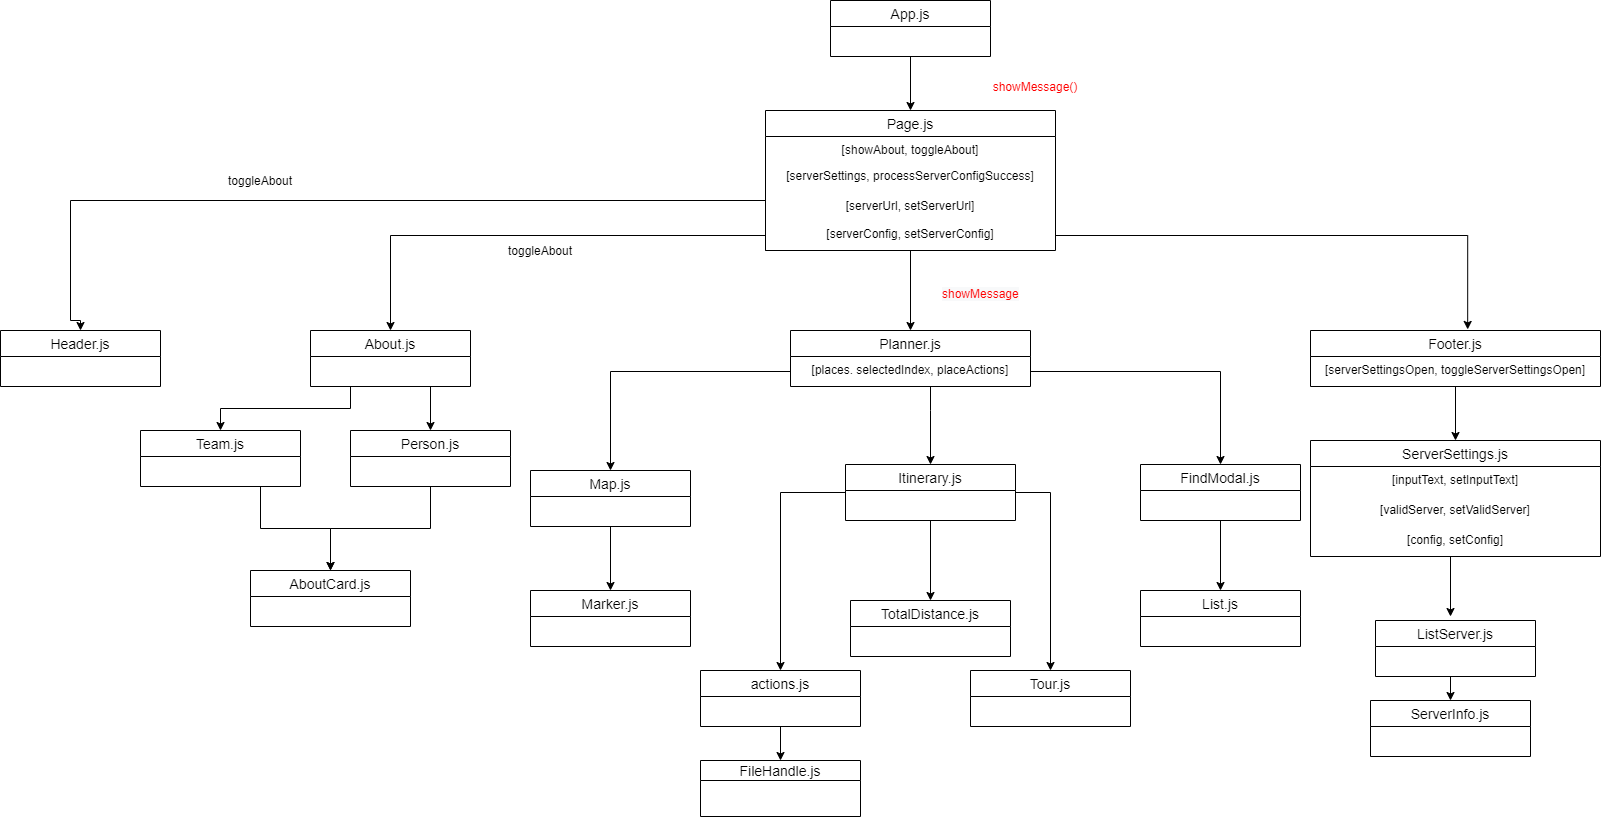 App.js
showMessage()
Page.js
[showAbout, toggleAbout]
[serverSettings, processServerConfigSuccess]
toggleAbout
[serverUrl, setServerUrl]
[serverConfig, setServerConfig]
toggleAbout
showMessage
Header.js
About.js
Planner.js
Footer.js
[places. selectedIndex, placeActions]
[serverSettingsOpen, toggleServerSettingsOpen]
Team.js
Person.js
ServerSettings.js
Map.js
Itinerary.js
FindModal.js
[inputText, setInputText]
[validServer, setValidServer]
[config, setConfig]
AboutCard.js
Marker.js
TotalDistance.js
List.js
ListServer.js
actions.js
Tour.js
ServerInfo.js
FileHandle.js